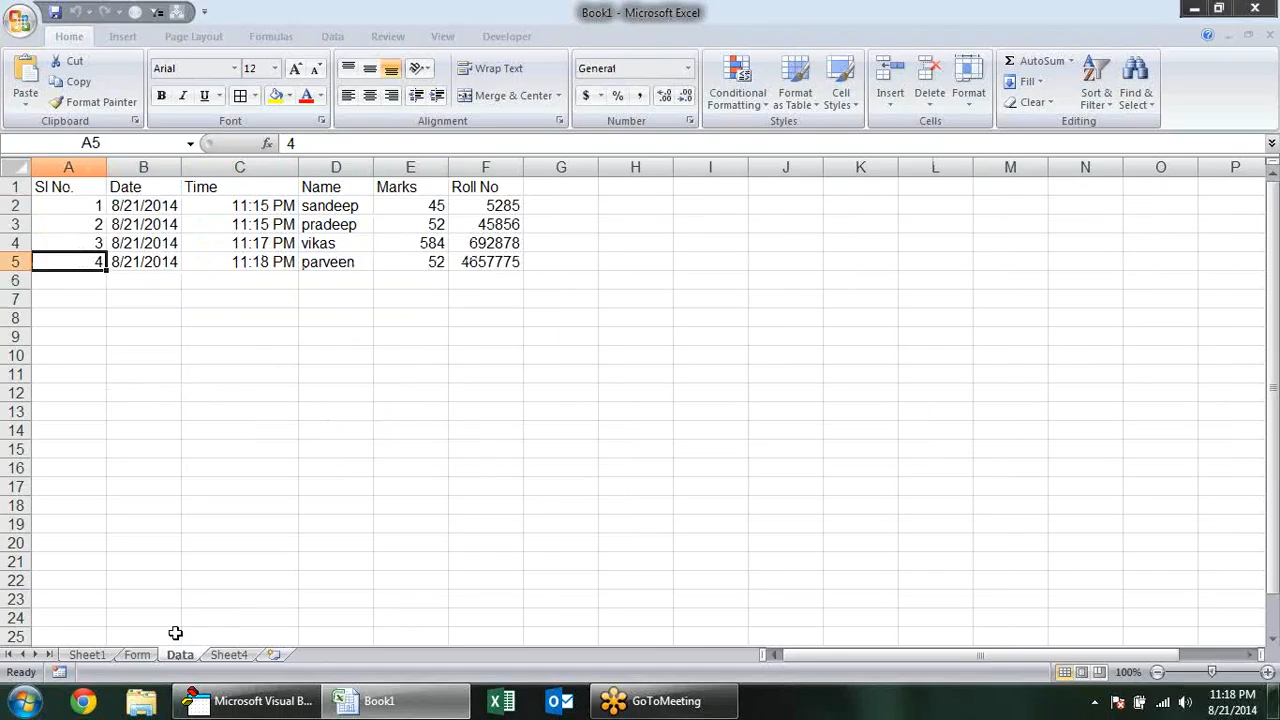 Book1 - Microsoft Excel
Home Insert Page Layout Formulas Data Review View Developer
Paste Cut Copy Format Painter Clipboard
Arial 12 B I U Font
Wrap Text Merge & Center Alignment
General $ % , Number
Conditional Formatting Format as Table Cell Styles Styles
Insert Delete Format Cells
Σ AutoSum Fill Clear Sort & Filter Find & Select Editing
A5 fx 4
A B C D E F G H I J K L M N O P
1 Sl No. Date Time Name Marks Roll No
2 1 8/21/2014 11:15 PM sandeep 45 5285
3 2 8/21/2014 11:15 PM pradeep 52 45856
4 3 8/21/2014 11:17 PM vikas 584 692878
5 4 8/21/2014 11:18 PM parveen 52 4657775
6
7
8
9
10
11
12
13
14
15
16
17
18
19
20
21
22
23
24
25
Sheet1 Form Data Sheet4
Ready 100%
Microsoft Visual B... Book1 GoToMeeting 11:18 PM
8/21/2014